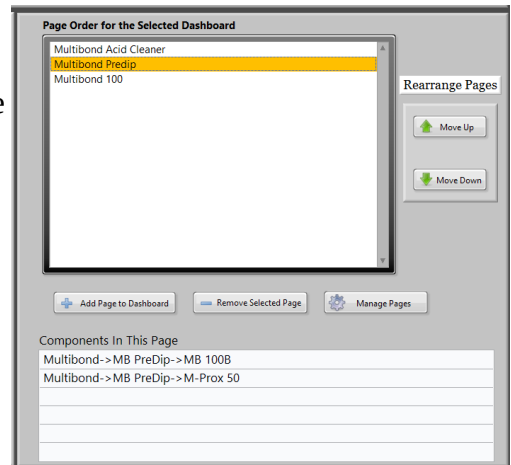 Page Order for the Selected Dashboard
Multibond Acid Cleaner
Multibond Predip
Multibond 100
Rearrange Pages
Move Up
Move Down
Add Page to Dashboard
Remove Selected Page
Manage Pages
Components In This Page
Multibond->MB PreDip->MB 100B
Multibond->MB PreDip->M-Prox 50